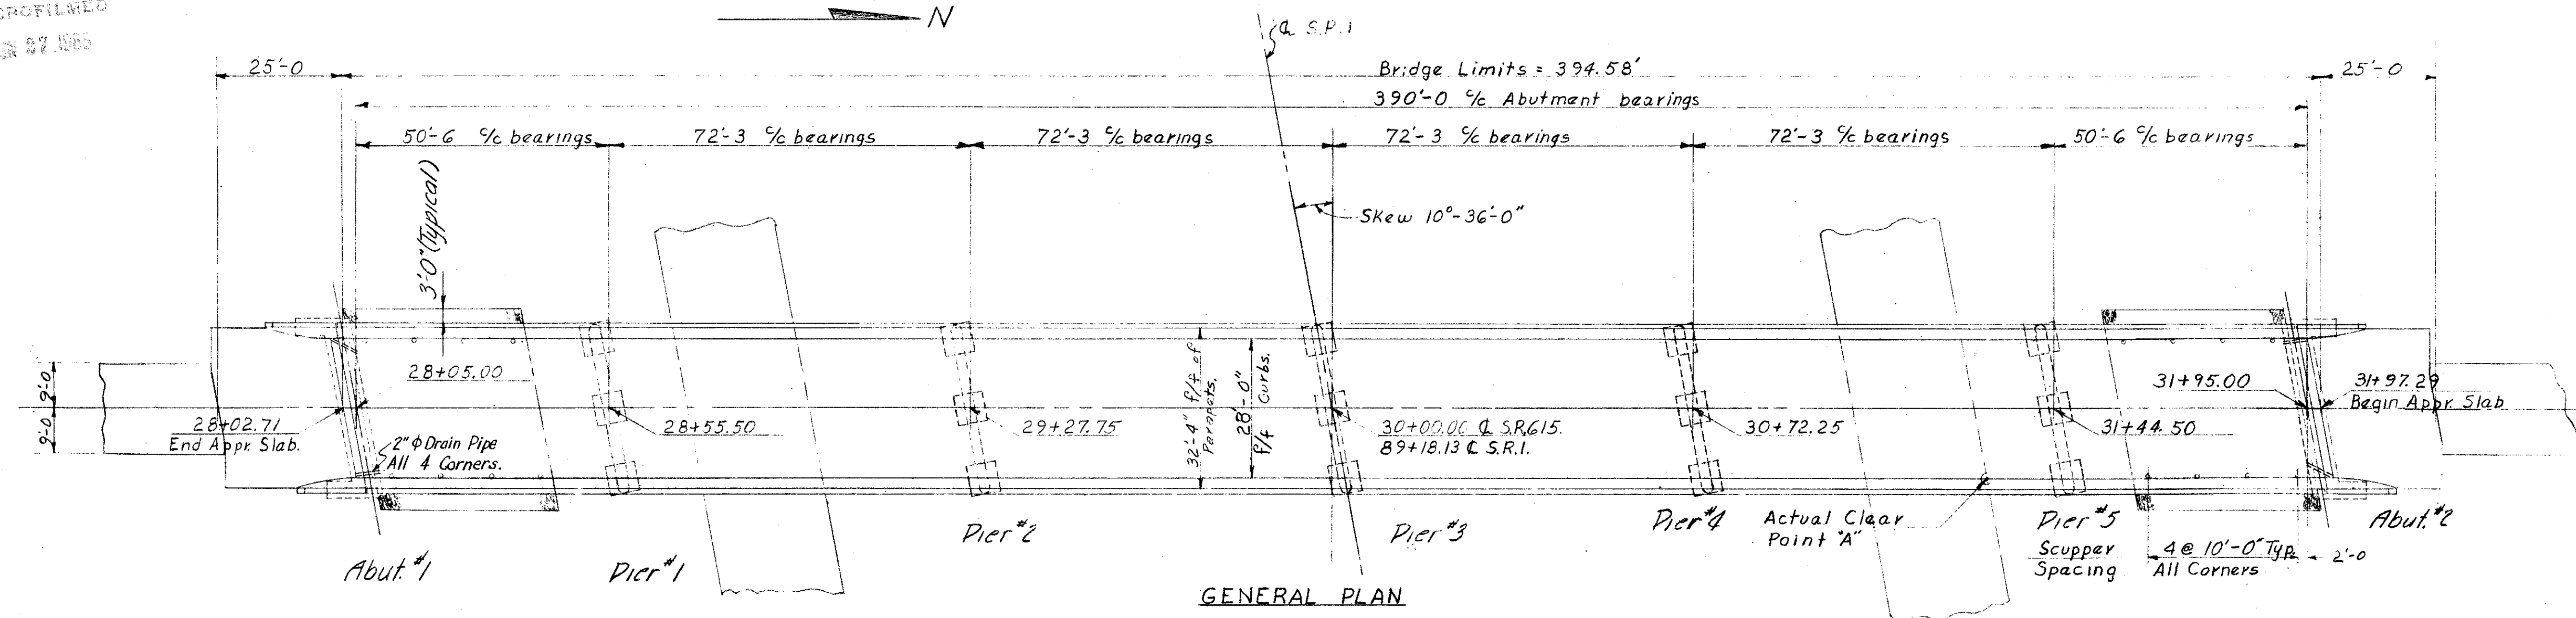 N
℄ S.R.1
25'-0
Bridge Limits = 394.58'
25'-0
390'-0 c/c Abutment bearings
50'-6 c/c bearings
72'-3 c/c bearings
72'-3 c/c bearings
72'-3 c/c bearings
72'-3 c/c bearings
50'-6 c/c bearings
3'-0" (Typical)
Skew 10°-36'-0"
9'-0
9'-0
28+05.00
28+02.71
End Appr. Slab.
2" φ Drain Pipe
All 4 Corners.
28+55.50
29+27.75
32'-4" f/f of
Parapets.
28'-0"
f/f Curbs.
30+00.00 ℄ S.R.615.
89+18.13 ℄ S.R.1.
30+72.25
31+44.50
31+95.00
31+97.29
Begin Appr. Slab
Abut. #1
Pier #1
Pier #2
Pier #3
Pier #4
Actual Clear
Point "A"
Pier #5
Abut. #2
Scupper
Spacing
4 @ 10'-0" Typ.
All Corners
2'-0
GENERAL PLAN